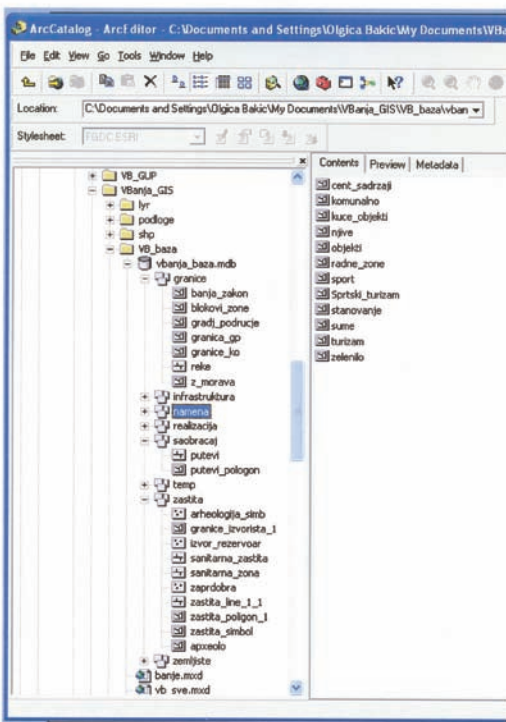 ArcCatalog - ArcEditor - C:\Documents and Settings\Olgica Bakic\My Documents\VBa
File Edit View Go Tools Window Help
Location: C:\Documents and Settings\Olgica Bakic\My Documents\VBanja_GIS\VB_baza\vban
Stylesheet: FGDC ESRI
VB_GUP
VBanja_GIS
lyr
podloge
shp
VB_baza
vbanja_baza.mdb
granice
banja_zakon
blokovi_zone
gradj_podrucje
granica_gp
granice_ko
reke
z_morava
infrastruktura
namena
realizacija
saobracaj
putevi
putevi_pologon
temp
zastita
arheologija_simb
granice_izvorista_1
izvor_rezervoar
sanitarna_zastita
sanitarna_zona
zaprdobra
zastita_line_1_1
zastita_poligon_1
zastita_simbol
apxeolo
zemljiste
banje.mxd
vb_sve.mxd
Contents Preview Metadata
cent_sadrzaji
komunalno
kuce_objekti
njive
objekti
radne_zone
sport
Sprtski_turizam
stanovanje
sume
turizam
zelenilo